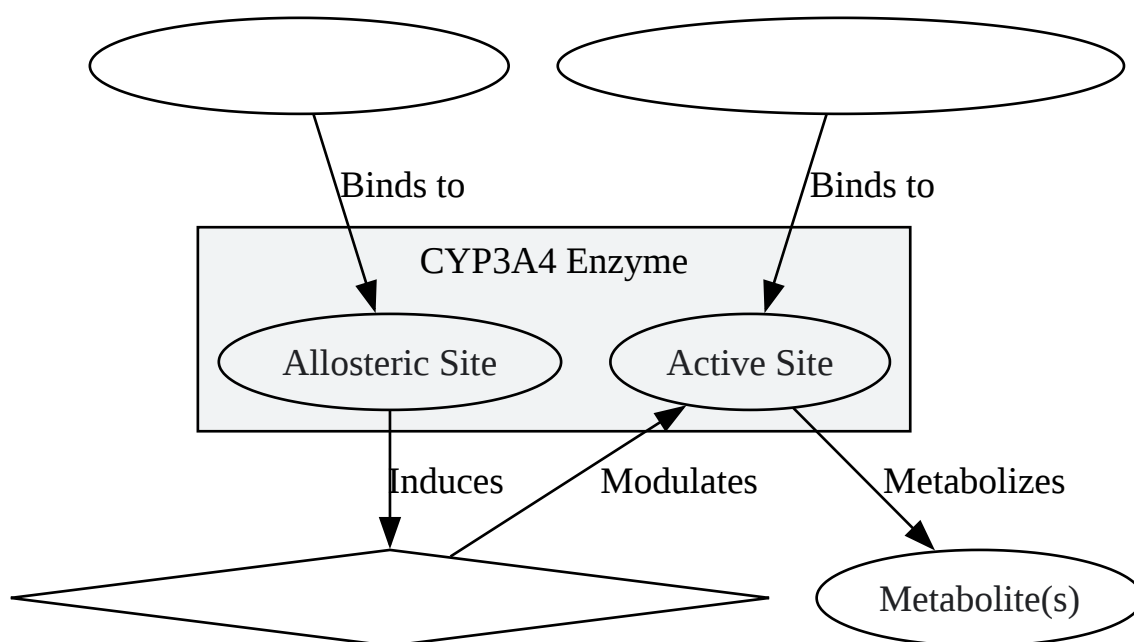 Binds to
Binds to
CYP3A4 Enzyme
Allosteric Site
Active Site
Induces
Modulates
Metabolizes
Metabolite(s)